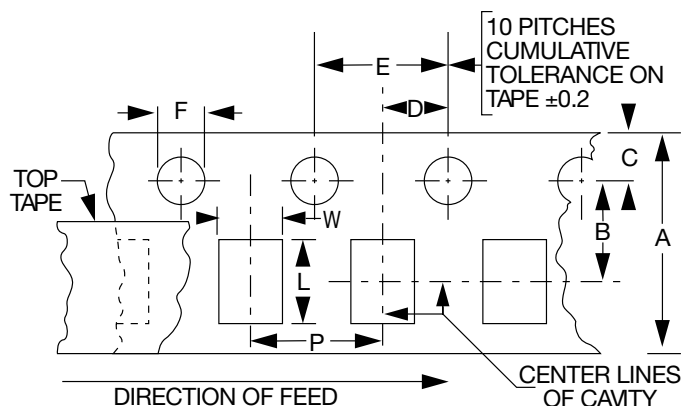 10 PITCHES
CUMULATIVE
TOLERANCE ON
TAPE ±0.2
E
F
D
C
TOP
TAPE
W
B
A
L
P
DIRECTION OF FEED
CENTER LINES
OF CAVITY